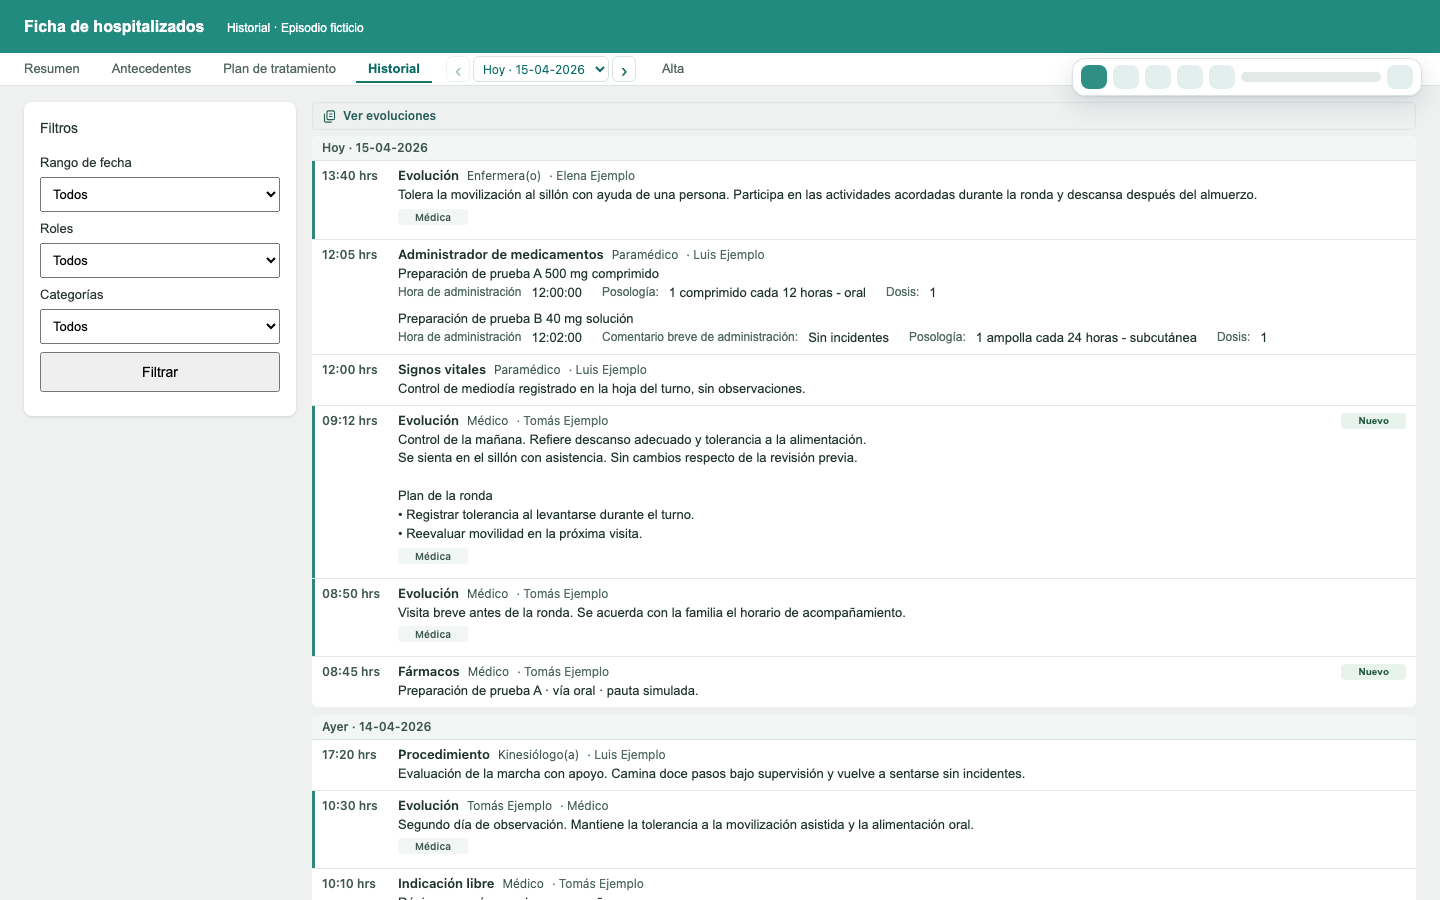 Ficha de hospitalizados Historial · Episodio ficticio
Resumen Antecedentes Plan de tratamiento Historial ‹ Hoy · 15-04-2026 › Alta
Filtros
Rango de fecha
Todos
Roles
Todos
Categorías
Todos
Filtrar
Ver evoluciones
Hoy · 15-04-2026
13:40 hrs Evolución Enfermera(o) · Elena Ejemplo
Tolera la movilización al sillón con ayuda de una persona. Participa en las actividades acordadas durante la ronda y descansa después del almuerzo.
Médica
12:05 hrs Administrador de medicamentos Paramédico · Luis Ejemplo
Preparación de prueba A 500 mg comprimido
Hora de administración 12:00:00 Posología: 1 comprimido cada 12 horas - oral Dosis: 1
Preparación de prueba B 40 mg solución
Hora de administración 12:02:00 Comentario breve de administración: Sin incidentes Posología: 1 ampolla cada 24 horas - subcutánea Dosis: 1
12:00 hrs Signos vitales Paramédico · Luis Ejemplo
Control de mediodía registrado en la hoja del turno, sin observaciones.
09:12 hrs Evolución Médico · Tomás Ejemplo Nuevo
Control de la mañana. Refiere descanso adecuado y tolerancia a la alimentación.
Se sienta en el sillón con asistencia. Sin cambios respecto de la revisión previa.
Plan de la ronda
• Registrar tolerancia al levantarse durante el turno.
• Reevaluar movilidad en la próxima visita.
Médica
08:50 hrs Evolución Médico · Tomás Ejemplo
Visita breve antes de la ronda. Se acuerda con la familia el horario de acompañamiento.
Médica
08:45 hrs Fármacos Médico · Tomás Ejemplo Nuevo
Preparación de prueba A · vía oral · pauta simulada.
Ayer · 14-04-2026
17:20 hrs Procedimiento Kinesiólogo(a) · Luis Ejemplo
Evaluación de la marcha con apoyo. Camina doce pasos bajo supervisión y vuelve a sentarse sin incidentes.
10:30 hrs Evolución Tomás Ejemplo · Médico
Segundo día de observación. Mantiene la tolerancia a la movilización asistida y la alimentación oral.
Médica
10:10 hrs Indicación libre Médico · Tomás Ejemplo